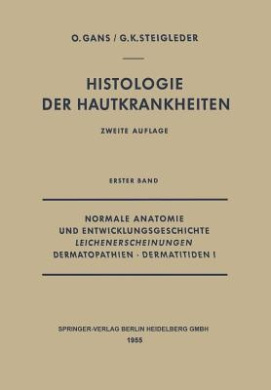 O. GANS / G. K. STEIGLEDER
HISTOLOGIE
DER HAUTKRANKHEITEN
ZWEITE AUFLAGE
ERSTER BAND
NORMALE ANATOMIE
UND ENTWICKLUNGSGESCHICHTE
LEICHENERSCHEINUNGEN
DERMATOPATHIEN · DERMATITIDEN I
SPRINGER-VERLAG BERLIN HEIDELBERG GMBH
1955